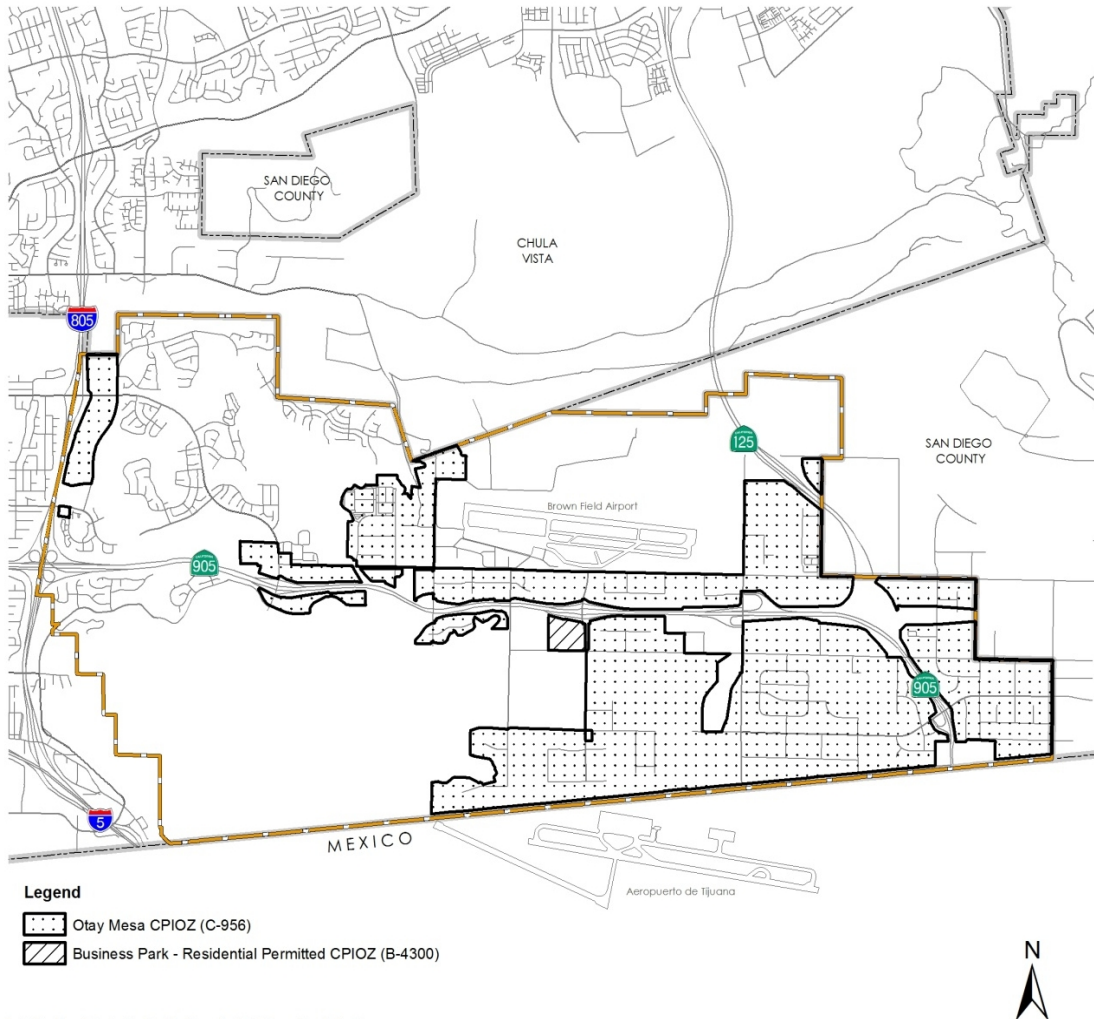 SAN DIEGO
COUNTY
CHULA
VISTA
805
125
SAN DIEGO
COUNTY
Brown Field Airport
905
905
5
MEXICO
Aeropuerto de Tijuana
Legend
Otay Mesa CPIOZ (C-956)
Business Park - Residential Permitted CPIOZ (B-4300)
N